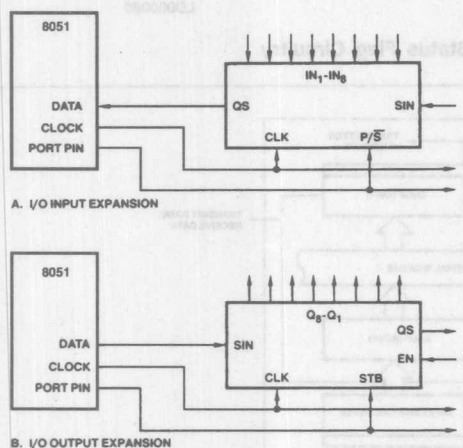 8051
IN₁-IN₈
DATA
QS
SIN
CLOCK
CLK
P/S̅
PORT PIN
A. I/O INPUT EXPANSION
8051
Q₈-Q₁
DATA
SIN
QS
EN
CLOCK
CLK
STB
PORT PIN
B. I/O OUTPUT EXPANSION